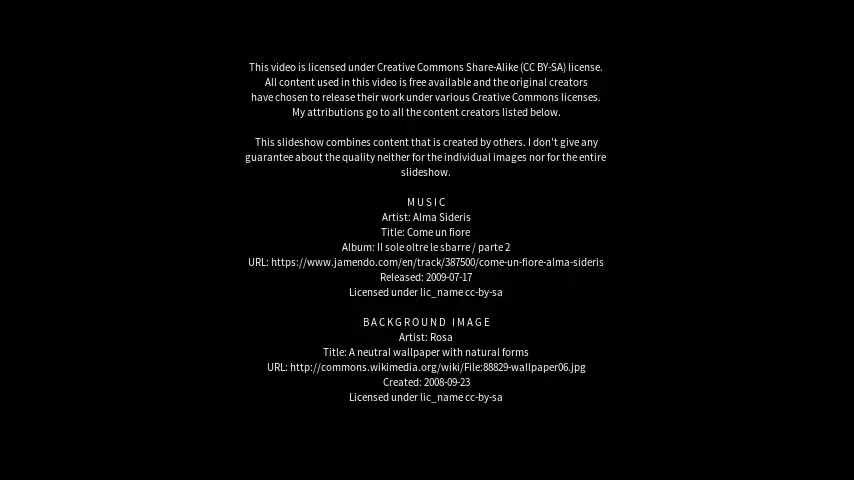 This video is licensed under Creative Commons Share-Alike (CC BY-SA) license.
All content used in this video is free available and the original creators
have chosen to release their work under various Creative Commons licenses.
My attributions go to all the content creators listed below.
This slideshow combines content that is created by others. I don't give any
guarantee about the quality neither for the individual images nor for the entire
slideshow.
MUSIC
Artist: Alma Sideris
Title: Come un fiore
Album: Il sole oltre le sbarre / parte 2
URL: https://www.jamendo.com/en/track/387500/come-un-fiore-alma-sideris
Released: 2009-07-17
Licensed under lic_name cc-by-sa
BACKGROUND IMAGE
Artist: Rosa
Title: A neutral wallpaper with natural forms
URL: http://commons.wikimedia.org/wiki/File:88829-wallpaper06.jpg
Created: 2008-09-23
Licensed under lic_name cc-by-sa